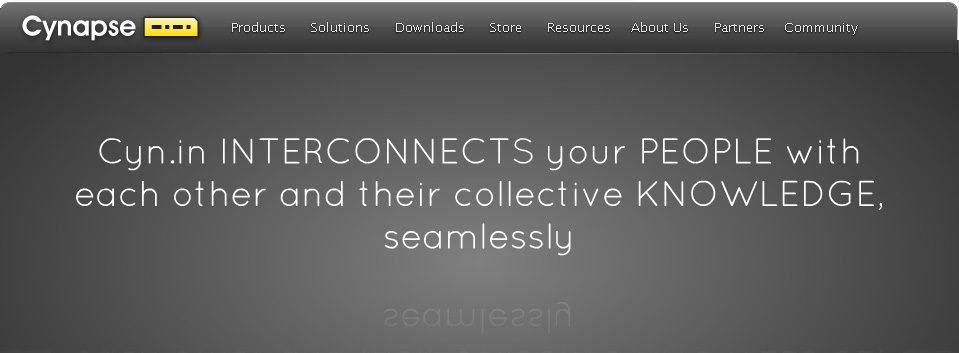 Cynapse Products Solutions Downloads Store Resources About Us Partners Community
Cyn.in INTERCONNECTS your PEOPLE with
each other and their collective KNOWLEDGE,
seamlessly
seamlessly